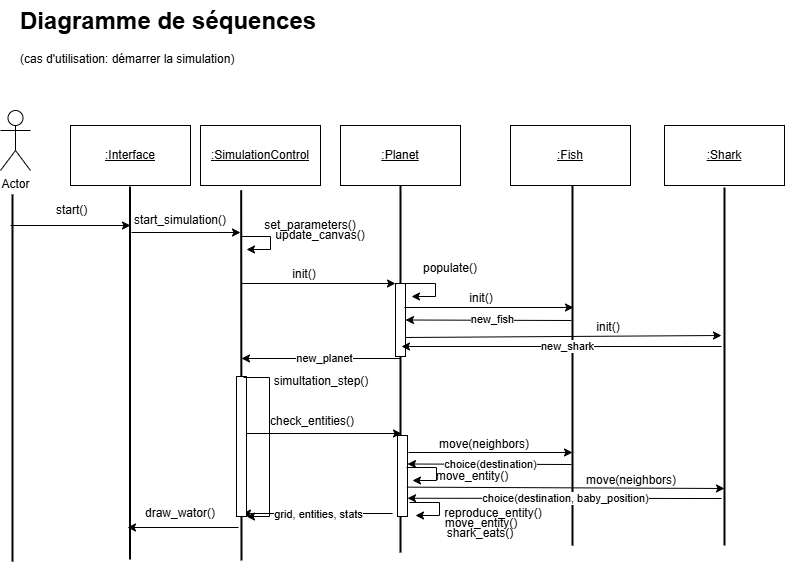 Diagramme de séquences
(cas d'utilisation: démarrer la simulation)
Actor
:Interface
:SimulationControl
:Planet
:Fish
:Shark
start()
start_simulation()
set_parameters()
update_canvas()
init()
populate()
init()
new_fish
init()
new_shark
new_planet
simultation_step()
check_entities()
move(neighbors)
choice(destination)
move_entity()
move(neighbors)
choice(destination, baby_position)
grid, entities, stats
draw_wator()
reproduce_entity()
move_entity()
shark_eats()